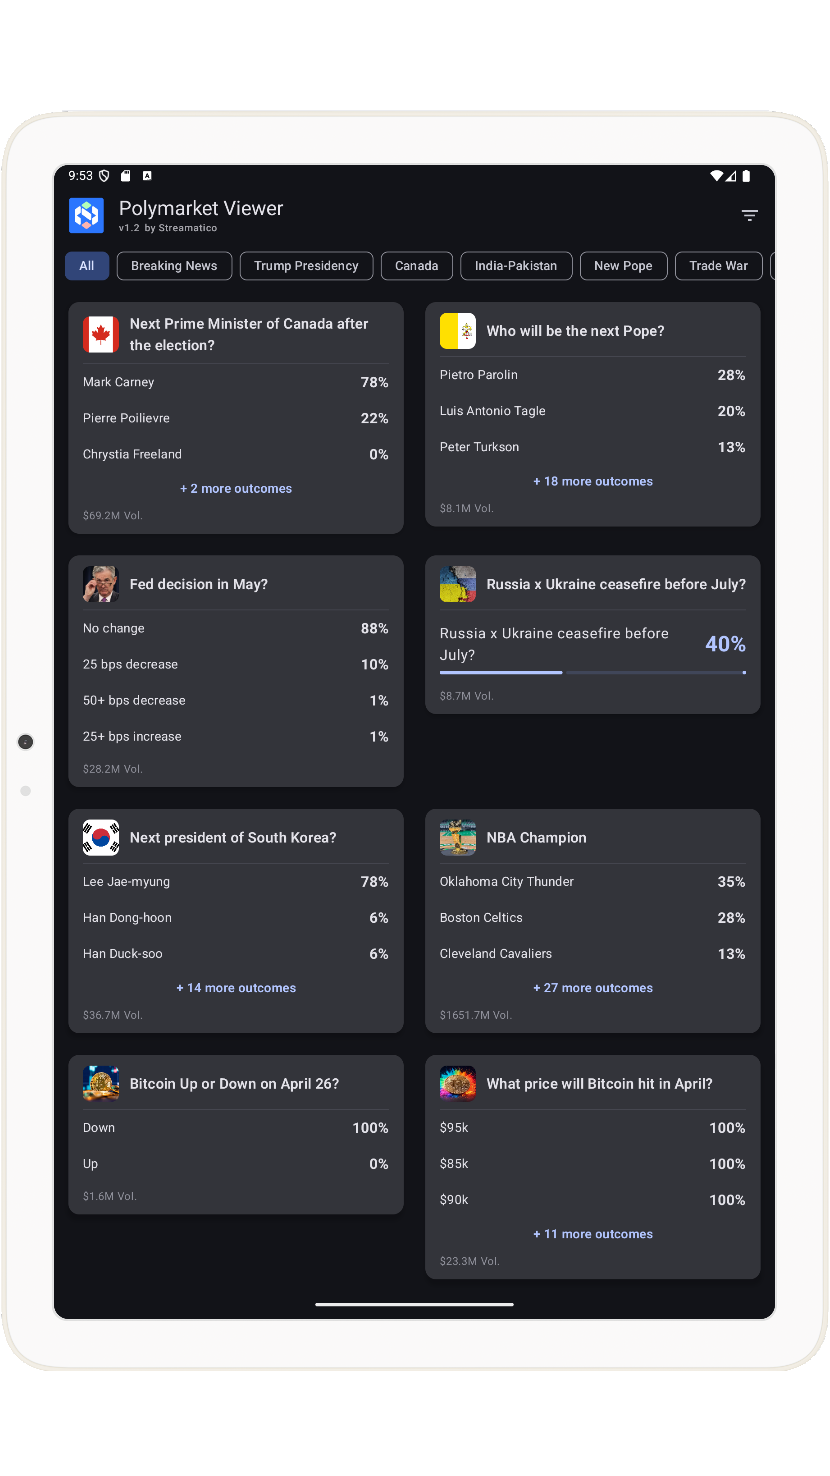 9:53
Polymarket Viewer
v1.2 by Streamatico
All
Breaking News
Trump Presidency
Canada
India-Pakistan
New Pope
Trade War
Next Prime Minister of Canada after
the election?
Mark Carney 78%
Pierre Poilievre 22%
Chrystia Freeland 0%
+ 2 more outcomes
$69.2M Vol.
Who will be the next Pope?
Pietro Parolin 28%
Luis Antonio Tagle 20%
Peter Turkson 13%
+ 18 more outcomes
$8.1M Vol.
Fed decision in May?
No change 88%
25 bps decrease 10%
50+ bps decrease 1%
25+ bps increase 1%
$28.2M Vol.
Russia x Ukraine ceasefire before July?
Russia x Ukraine ceasefire before
July?
40%
$8.7M Vol.
Next president of South Korea?
Lee Jae-myung 78%
Han Dong-hoon 6%
Han Duck-soo 6%
+ 14 more outcomes
$36.7M Vol.
NBA Champion
Oklahoma City Thunder 35%
Boston Celtics 28%
Cleveland Cavaliers 13%
+ 27 more outcomes
$1651.7M Vol.
Bitcoin Up or Down on April 26?
Down 100%
Up 0%
$1.6M Vol.
What price will Bitcoin hit in April?
$95k 100%
$85k 100%
$90k 100%
+ 11 more outcomes
$23.3M Vol.